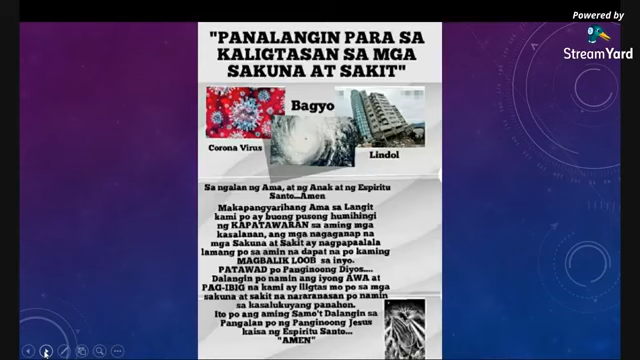 Powered by
StreamYard
"PANALANGIN PARA SA
KALIGTASAN SA MGA
SAKUNA AT SAKIT"
Bagyo
Corona Virus
Lindol
Sa ngalan ng Ama, at ng Anak at ng Espiritu
Santo...Amen
Makapangyarihang Ama sa Langit
kami po ay buong pusong humihingi
ng KAPATAWARAN sa aming mga
kasalanan, ang mga nagaganap na
mga Sakuna at Sakit ay nagpapaalala
lamang po sa amin na dapat na po kaming
MAGBALIK LOOB sa inyo.
PATAWAD po Panginoong Diyos....
Dalangin po namin ang iyong AWA at
PAG-IBIG na kami ay iligtas mo po sa mga
sakuna at sakit na nararanasan po namin
sa kasalukuyang panahon.
Ito po ang aming Samo't Dalangin sa
Pangalan po ng Panginoong Jesus
kaisa ng Espiritu Santo...
"AMEN"